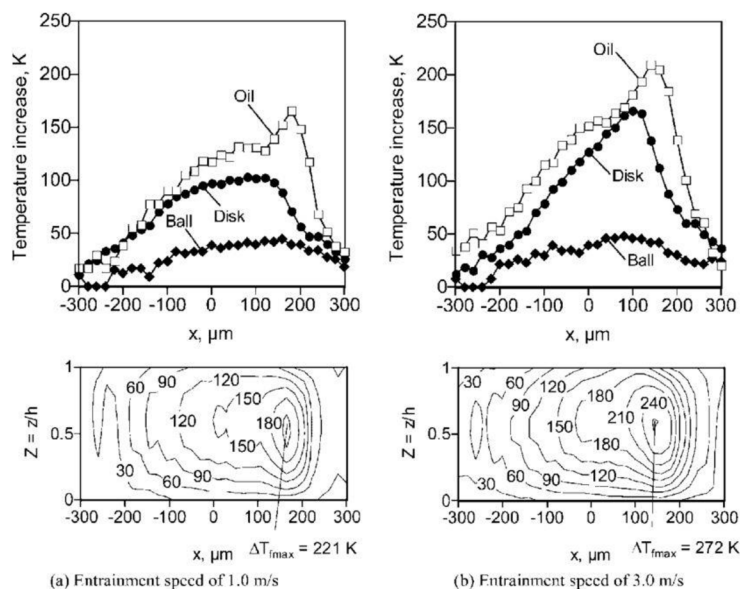 250
200
150
100
50
0
Temperature increase, K
Oil
Disk
Ball
-300 -200 -100 0 100 200 300
x, µm
250
200
150
100
50
0
Temperature increase, K
Oil
Disk
Ball
-300 -200 -100 0 100 200 300
x, µm
1
0.5
0
Z = z/h
60 90 120 150
120 180
150
30 60 90
-300 -200 -100 0 100 200 300
x, µm ΔTfmax = 221 K
(a) Entrainment speed of 1.0 m/s
1
0.5
0
Z = z/h
30 60 120 180 240
90 150 210
180
150
30 60 90 120
-300 -200 -100 0 100 200 300
x, µm ΔTfmax = 272 K
(b) Entrainment speed of 3.0 m/s